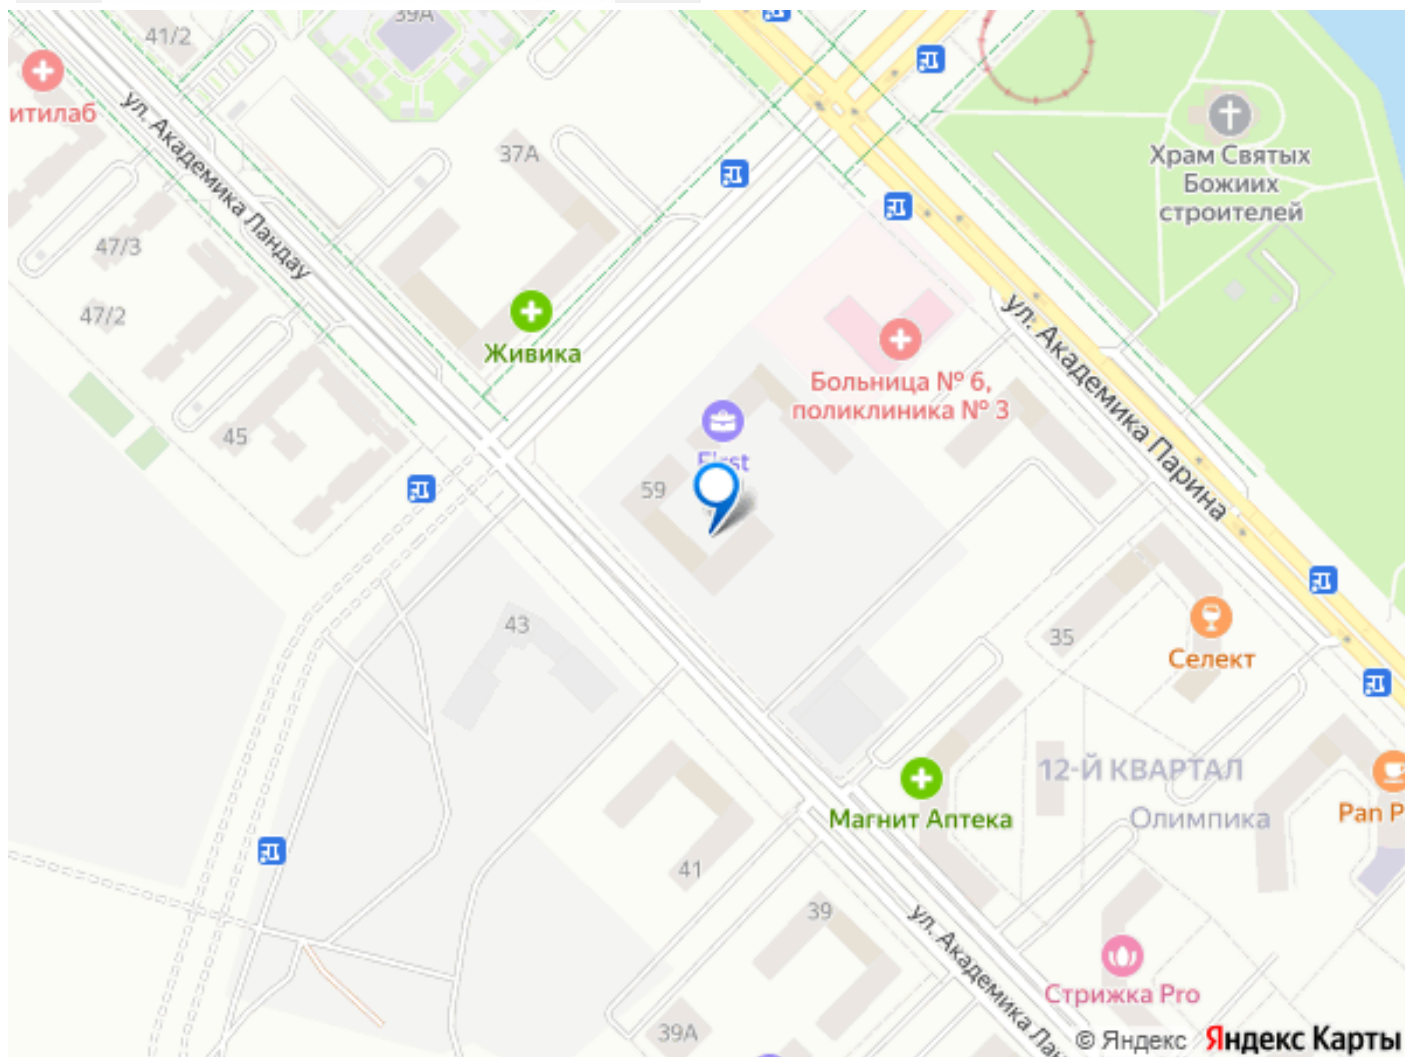 39А
41/2
итилаб
ул. Академика Ландау
37А
Храм Святых
Божиих
строителей
47/3
47/2
Живика
ул. Академика Парина
Больница № 6,
поликлиника № 3
45
First
59
43
35
Селект
12-Й КВАРТАЛ
Олимпика
Магнит Аптека
Pan P
41
39
ул. Академика Лан
Стрижка Pro
39А
© Яндекс Яндекс Карты